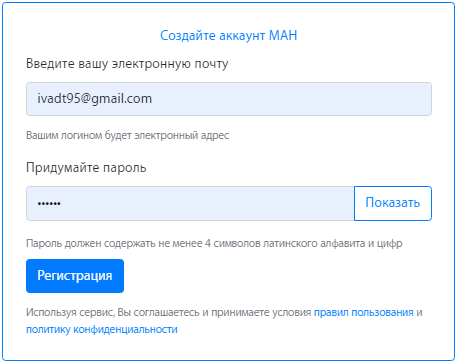 Создайте аккаунт МАН
Введите вашу электронную почту
ivadt95@gmail.com
Вашим логином будет электронный адрес
Придумайте пароль
•••••• Показать
Пароль должен содержать не менее 4 символов латинского алфавита и цифр
Регистрация
Используя сервис, Вы соглашаетесь и принимаете условия правил пользования и
политику конфиденциальности